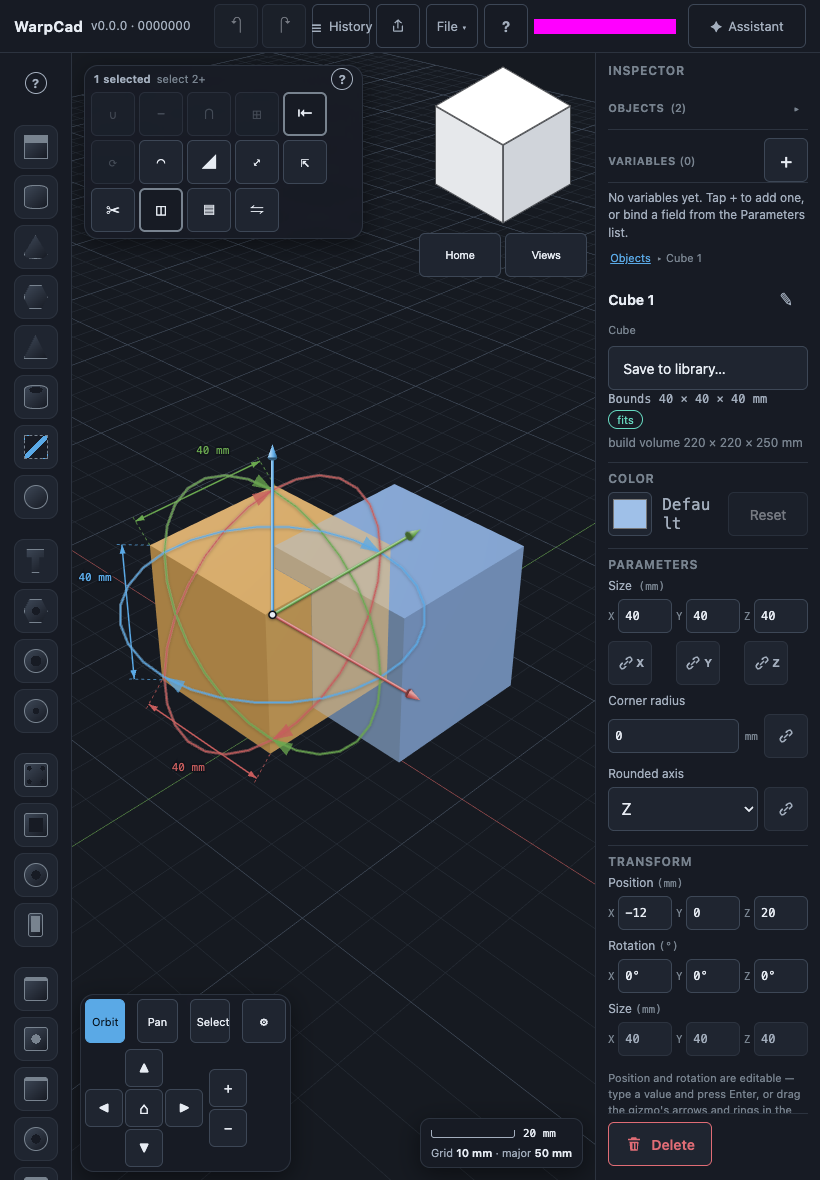 WarpCad v0.0.0 · 0000000
History
File
?
Assistant
?
1 selected select 2+
?
Home
Views
INSPECTOR
OBJECTS (2)
VARIABLES (0)
+
No variables yet. Tap + to add one,
or bind a field from the Parameters
list.
Objects ▸ Cube 1
Cube 1
Cube
Save to library...
Bounds 40 × 40 × 40 mm
fits
build volume 220 × 220 × 250 mm
COLOR
Defau
lt
Reset
PARAMETERS
Size (mm)
X 40 Y 40 Z 40
X Y Z
Corner radius
0 mm
Rounded axis
Z
TRANSFORM
Position (mm)
X −12 Y 0 Z 20
Rotation (°)
X 0° Y 0° Z 0°
Size (mm)
X 40 Y 40 Z 40
Position and rotation are editable —
type a value and press Enter, or drag
the gizmo's arrows and rings in the
Delete
40 mm
40 mm
40 mm
Orbit
Pan
Select
+
−
20 mm
Grid 10 mm · major 50 mm